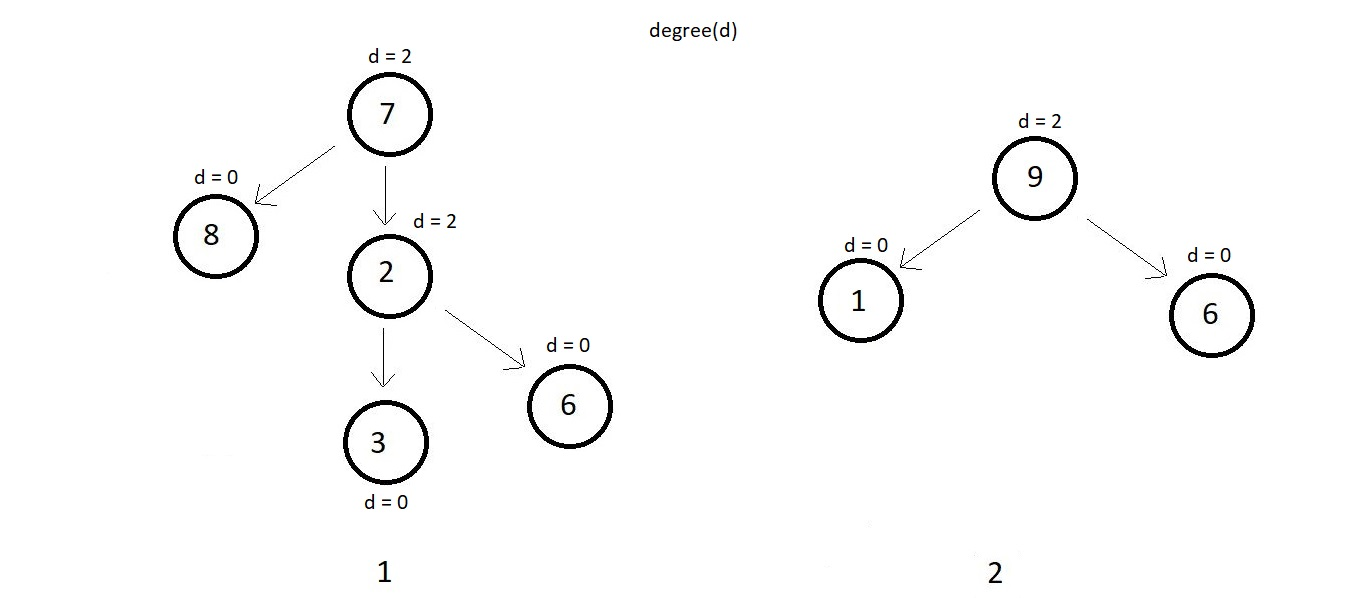 degree(d)
d = 2
7
d = 0
8
d = 2
2
d = 0
6
3
d = 0
1
d = 2
9
d = 0
1
d = 0
6
2